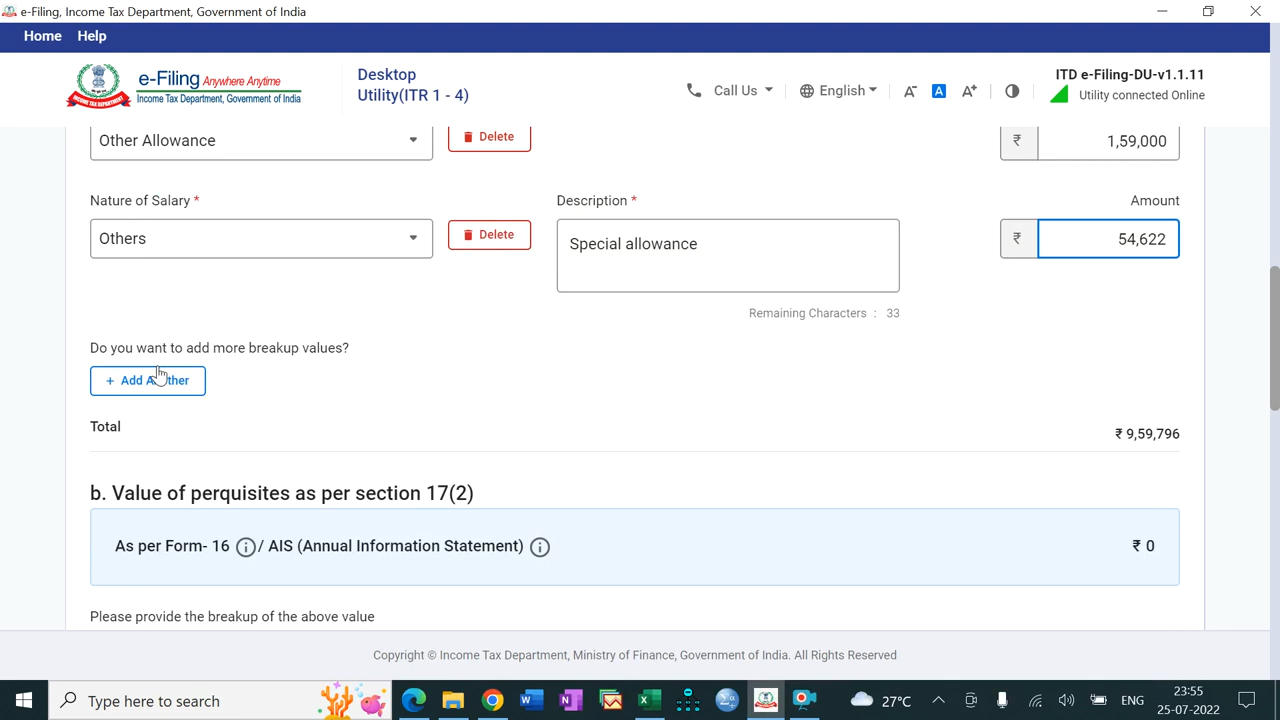 e-Filing, Income Tax Department, Government of India
Home Help
e-Filing Anywhere Anytime
Income Tax Department, Government of India
Desktop
Utility(ITR 1 - 4)
Call Us
English
A-
A
A+
ITD e-Filing-DU-v1.1.11
Utility connected Online
Other Allowance
Delete
₹ 1,59,000
Nature of Salary *
Description *
Amount
Others
Delete
Special allowance
₹ 54,622
Remaining Characters : 33
Do you want to add more breakup values?
+ Add Another
Total
₹ 9,59,796
b. Value of perquisites as per section 17(2)
As per Form- 16 / AIS (Annual Information Statement)
₹ 0
Please provide the breakup of the above value
Copyright © Income Tax Department, Ministry of Finance, Government of India. All Rights Reserved
Type here to search
27°C
ENG
23:55
25-07-2022